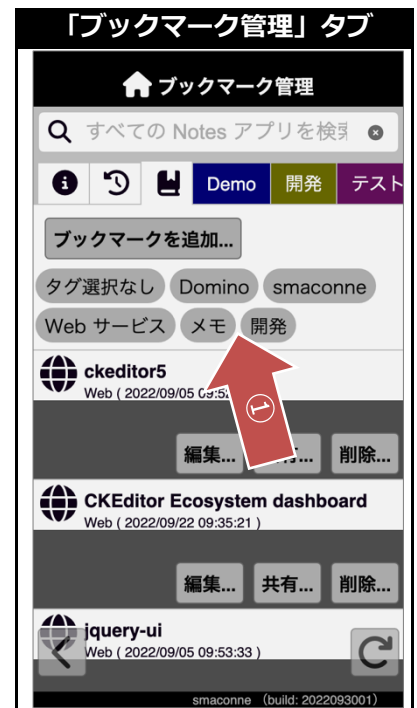 「ブックマーク管理」タブ
ブックマーク管理
すべての Notes アプリを検索
Demo 開発 テスト
ブックマークを追加...
タグ選択なし Domino smaconne
Web サービス メモ 開発
ckeditor5
Web ( 2022/09/05
①
編集... 削除...
CKEditor Ecosystem dashboard
Web ( 2022/09/22 09:35:21 )
編集... 共有... 削除...
jquery-ui
Web ( 2022/09/05 09:53:33 )
smaconne (build: 2022093001)